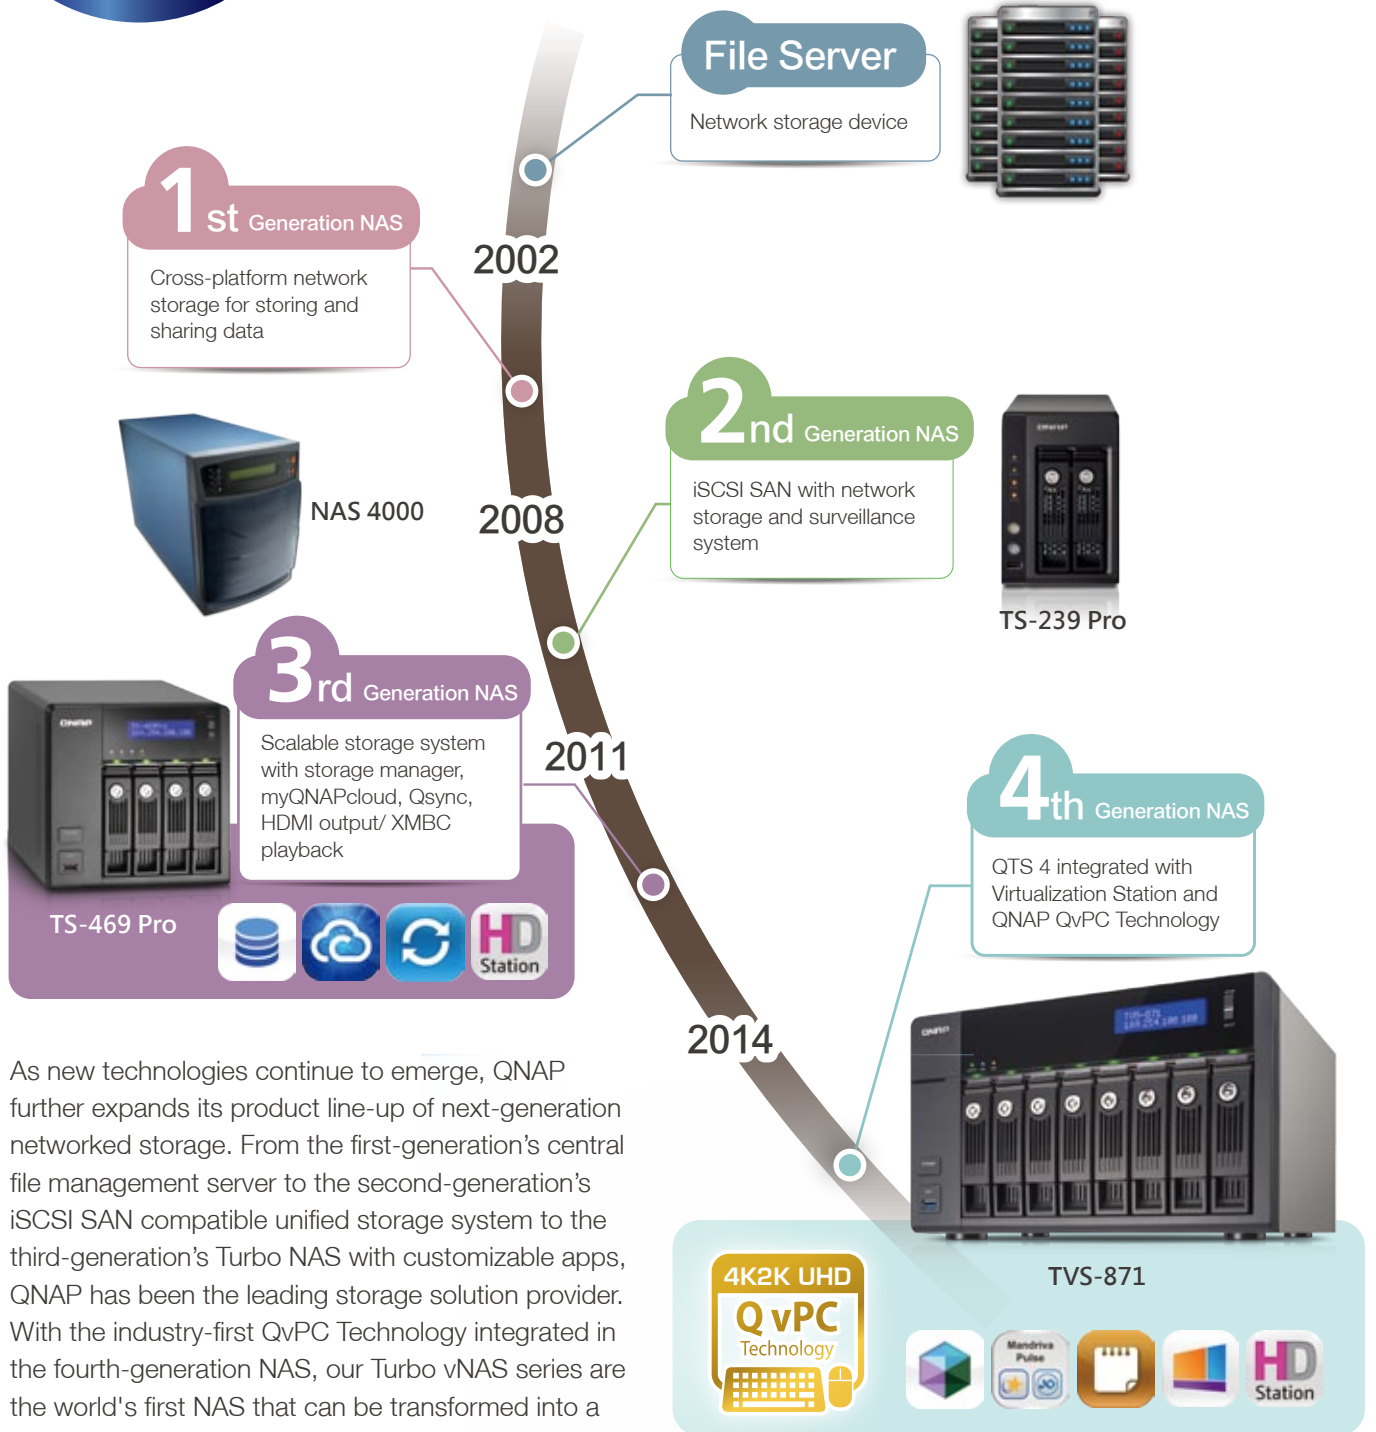 File Server
Network storage device
1st Generation NAS
Cross-platform network
storage for storing and
sharing data
2002
2nd Generation NAS
iSCSI SAN with network
storage and surveillance
system
NAS 4000
2008
TS-239 Pro
3rd Generation NAS
Scalable storage system
with storage manager,
myQNAPcloud, Qsync,
HDMI output/ XMBC
playback
QNAP
TS-469 Pro
HD
Station
2011
4th Generation NAS
QTS 4 integrated with
Virtualization Station and
QNAP QvPC Technology
2014
QNAP
TVS-871
TVS-871
As new technologies continue to emerge, QNAP
further expands its product line-up of next-generation
networked storage. From the first-generation’s central
file management server to the second-generation’s
iSCSI SAN compatible unified storage system to the
third-generation’s Turbo NAS with customizable apps,
QNAP has been the leading storage solution provider.
With the industry-first QvPC Technology integrated in
the fourth-generation NAS, our Turbo vNAS series are
the world's first NAS that can be transformed into a
4K2K UHD
QvPC
Technology
Mandriva
Pulse
HD
Station